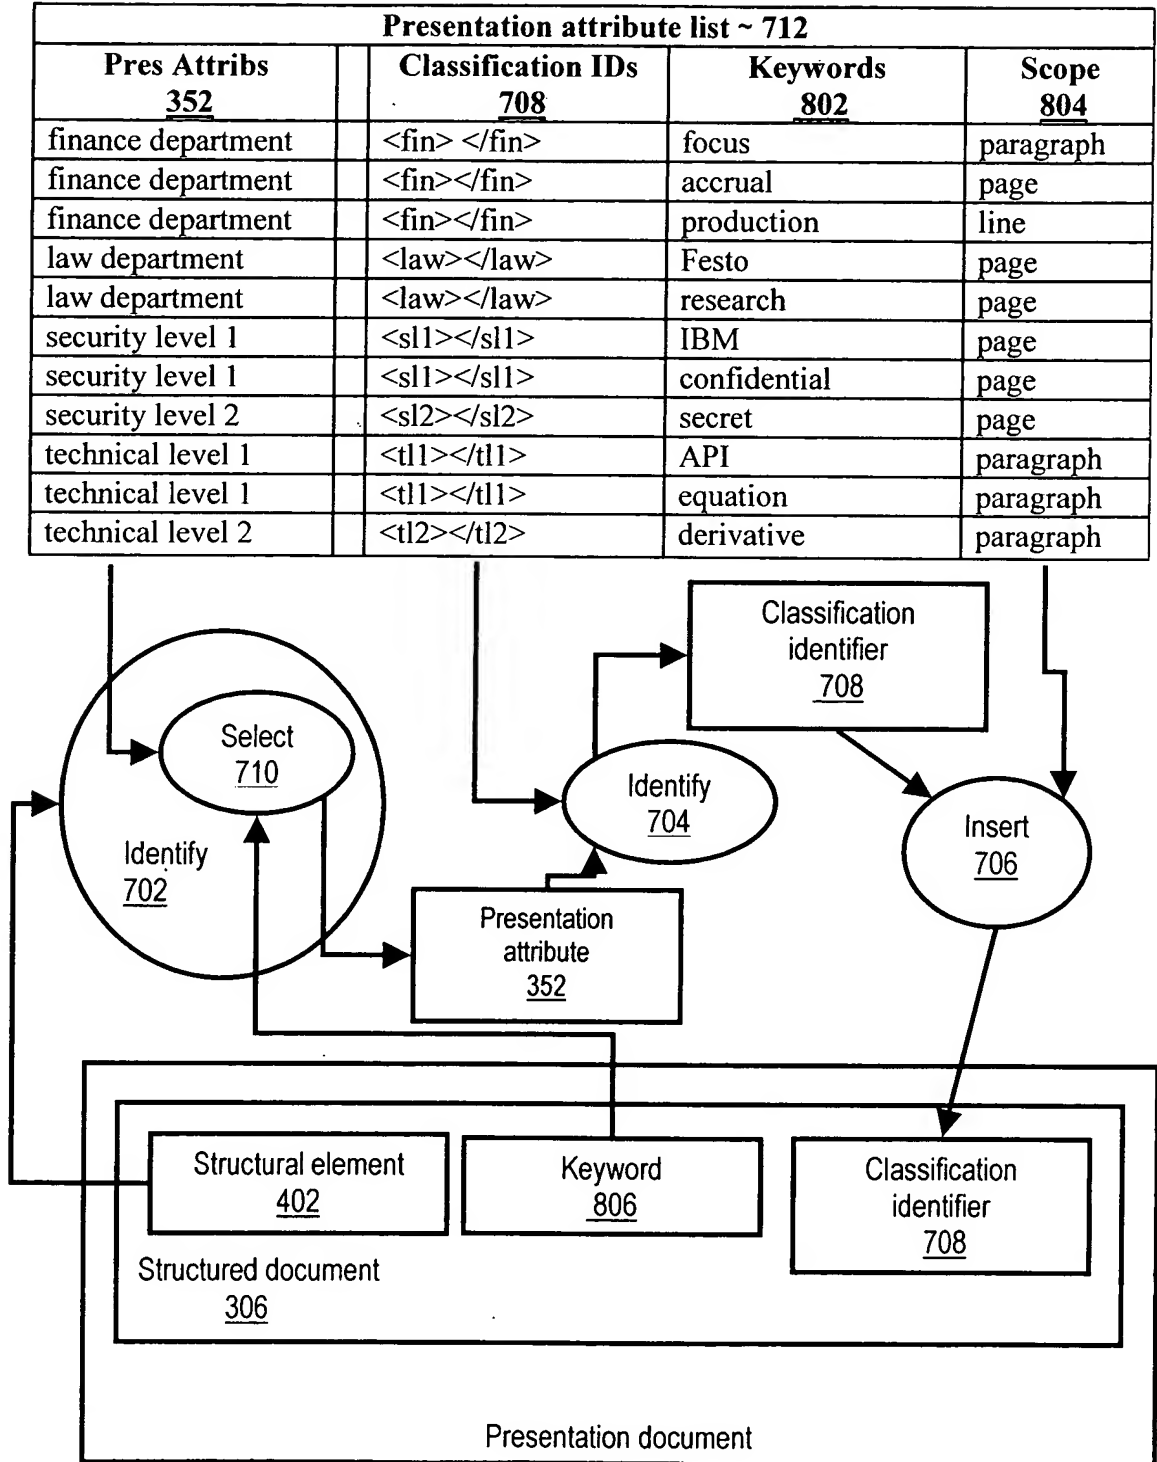 Presentation attribute list ~ 712
Pres Attribs Classification IDs Keywords Scope
352 708 802 804
finance department <fin> </fin> focus paragraph
finance department <fin></fin> accrual page
finance department <fin></fin> production line
law department <law></law> Festo page
law department <law></law> research page
security level 1 <sl1></sl1> IBM page
security level 1 <sl1></sl1> confidential page
security level 2 <sl2></sl2> secret page
technical level 1 <tl1></tl1> API paragraph
technical level 1 <tl1></tl1> equation paragraph
technical level 2 <tl2></tl2> derivative paragraph
Classification
identifier
708
Select
710
Identify
704
Insert
706
Identify
702
Presentation
attribute
352
Structural element
402
Keyword
806
Classification
identifier
708
Structured document
306
Presentation document